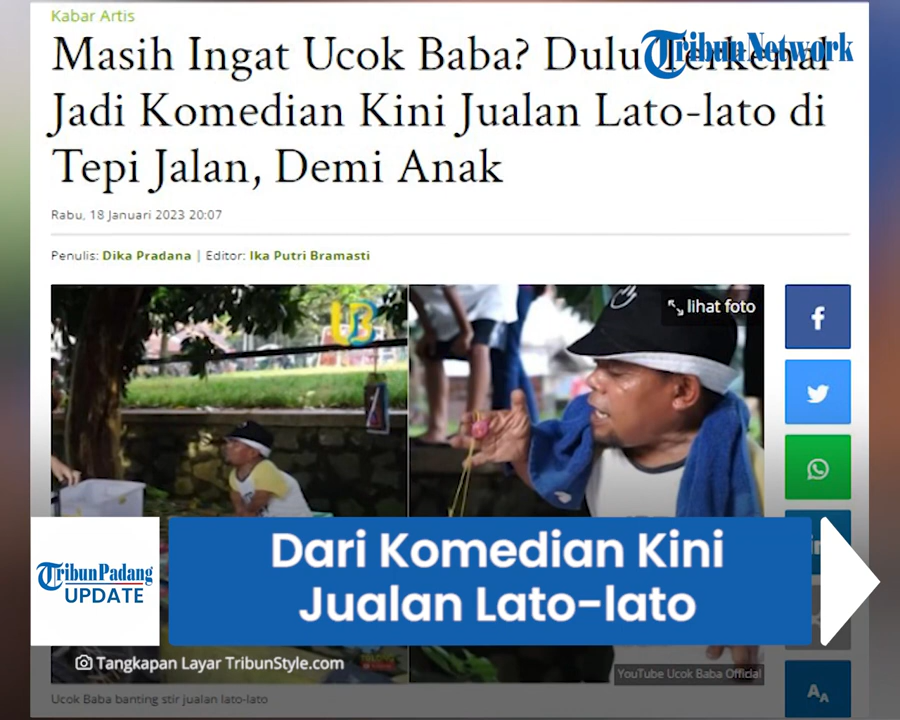 Kabar Artis
Masih Ingat Ucok Baba? Dulu Terkenal
TribunNetwork
Jadi Komedian Kini Jualan Lato-lato di
Tepi Jalan, Demi Anak
Rabu, 18 Januari 2023 20:07
Penulis: Dika Pradana | Editor: Ika Putri Bramasti
UB
lihat foto
TribunPadang
UPDATE
Dari Komedian Kini
Jualan Lato-lato
Tangkapan Layar TribunStyle.com
YouTube Ucok Baba Official
AA
Ucok Baba banting stir jualan lato-lato